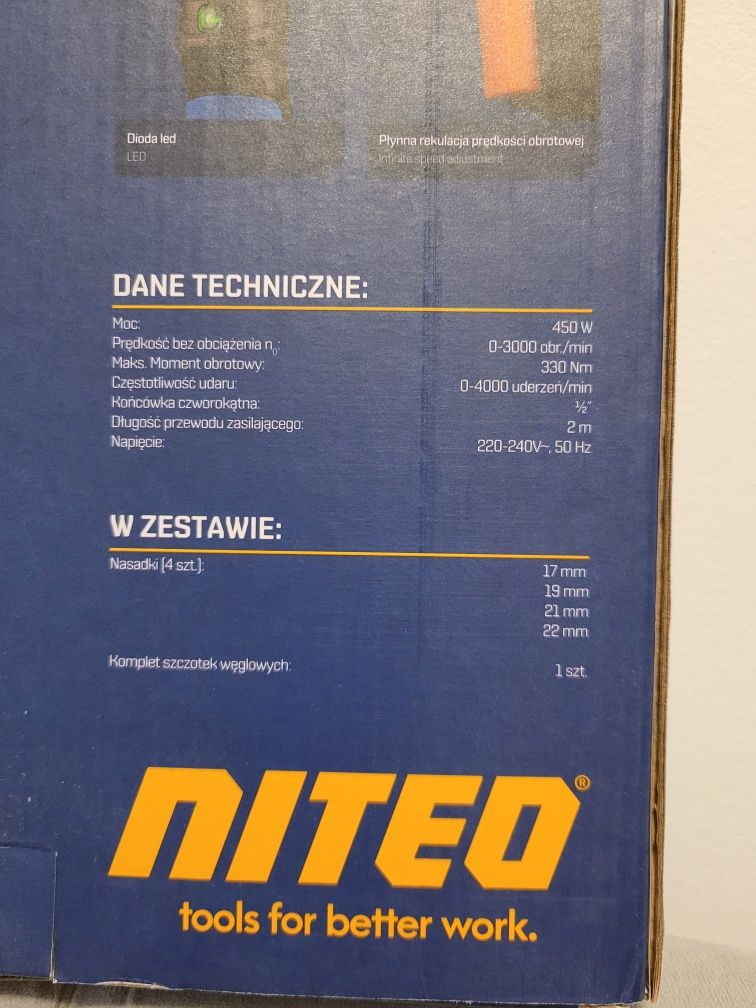 Dioda led
LED
Płynna rekulacja prędkości obrotowej
Infinite speed adjustment
DANE TECHNICZNE:
Moc: 450 W
Prędkość bez obciążenia n₀: 0-3000 obr./min
Maks. Moment obrotowy: 330 Nm
Częstotliwość udaru: 0-4000 uderzeń/min
Końcówka czworokątna: ½"
Długość przewodu zasilającego: 2 m
Napięcie: 220-240V~, 50 Hz
W ZESTAWIE:
Nasadki [4 szt.]: 17 mm
19 mm
21 mm
22 mm
Komplet szczotek węglowych: 1 szt.
NITEO®
tools for better work.